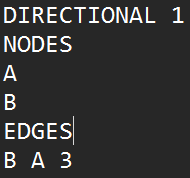 DIRECTIONAL 1
NODES
A
B
EDGES
B A 3